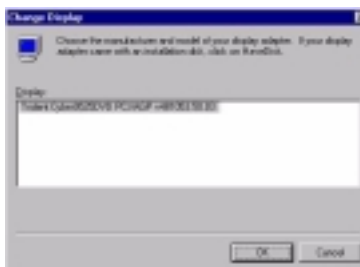 Change Display
Choose the manufacturer and model of your display adapter. If your display
adapter came with an installation disk, click on Have Disk.
Display:
Trident
OK
Cancel